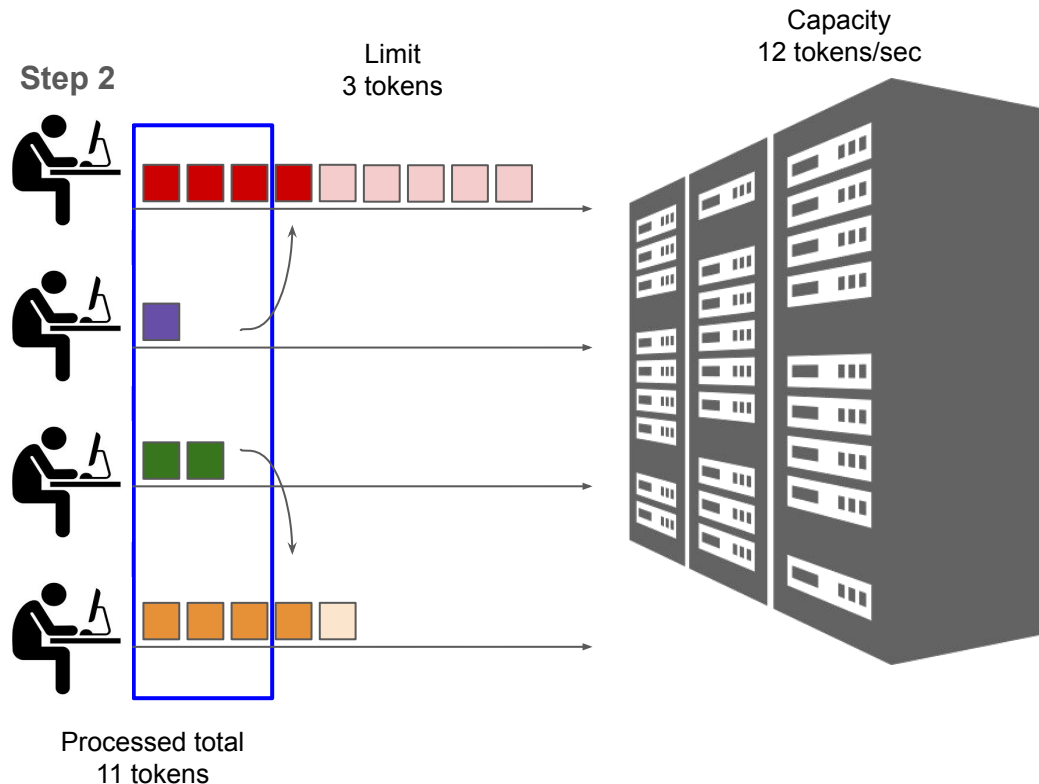 Capacity
12 tokens/sec
Limit
3 tokens
Step 2
Processed total
11 tokens